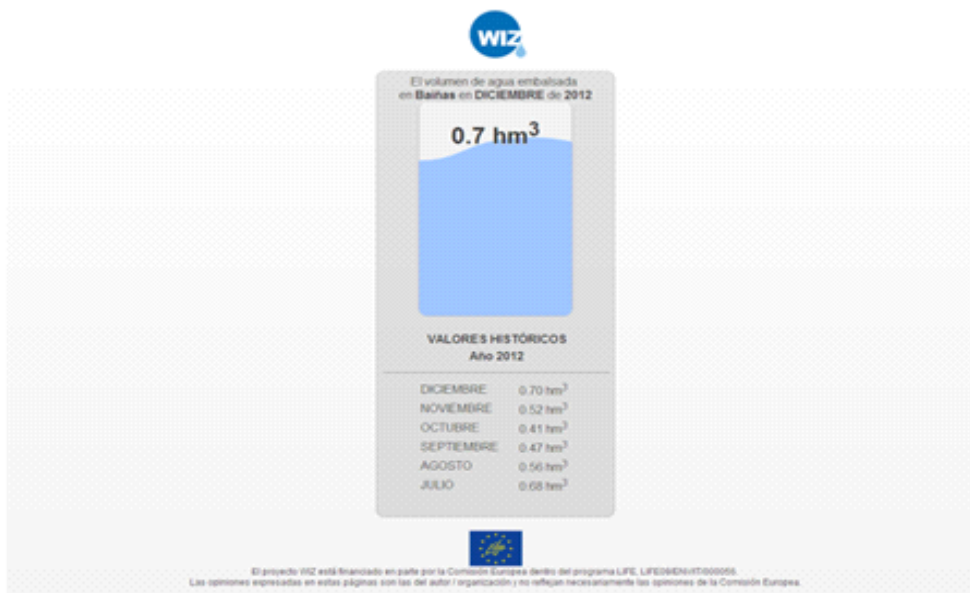 WIZ
El volumen de agua embalsada
en Baiñas en DICIEMBRE de 2012
0.7 hm³
VALORES HISTÓRICOS
Año 2012
DICIEMBRE 0.70 hm³
NOVIEMBRE 0.52 hm³
OCTUBRE 0.41 hm³
SEPTIEMBRE 0.47 hm³
AGOSTO 0.56 hm³
JULIO 0.68 hm³
El proyecto WIZ está financiado en parte por la Comisión Europea dentro del programa LIFE,
Las opiniones expresadas en estas páginas son las del autor / organización y no reflejan necesariamente las opiniones de la Comisión Europea.